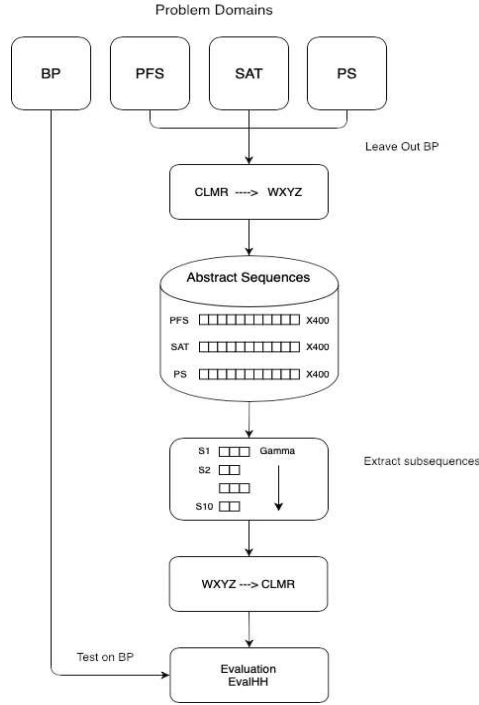 Problem Domains
BP PFS SAT PS
Leave Out BP
CLMR ----> WXYZ
Abstract Sequences
PFS X400
SAT X400
PS X400
S1 Gamma
S2
Extract subsequences
S10
WXYZ ---> CLMR
Test on BP
Evaluation
EvalHH